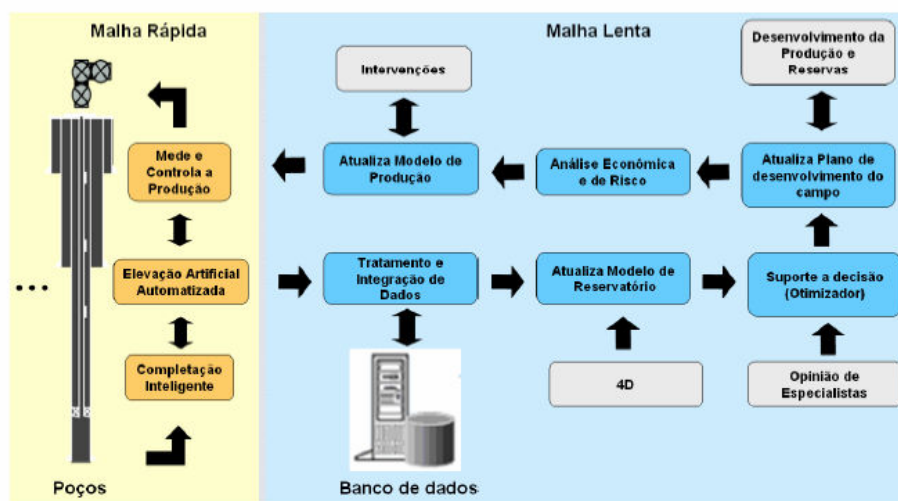 Malha Rápida
Mede e
Controla a
Produção
Elevação Artificial
Automatizada
Completação
Inteligente
Poços
Malha Lenta
Intervenções
Desenvolvimento da
Produção e
Reservas
Atualiza Modelo de
Produção
Análise Econômica
e de Risco
Atualiza Plano de
desenvolvimento do
campo
Tratamento e
Integração de
Dados
Atualiza Modelo de
Reservatório
Suporte a decisão
(Otimizador)
4D
Opinião de
Especialistas
Banco de dados